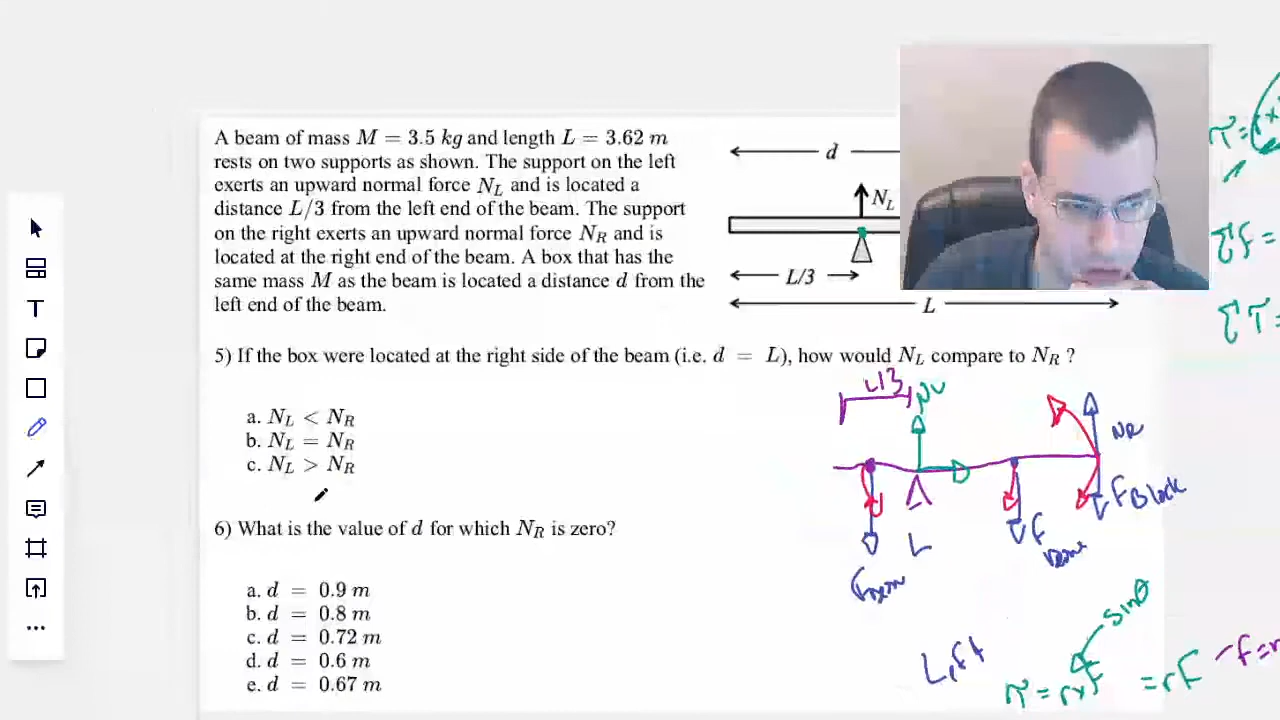 A beam of mass M = 3.5 kg and length L = 3.62 m
rests on two supports as shown. The support on the left
exerts an upward normal force N_L and is located a
distance L/3 from the left end of the beam. The support
on the right exerts an upward normal force N_R and is
located at the right end of the beam. A box that has the
same mass M as the beam is located a distance d from the
left end of the beam.
d
N_L
L/3
L
5) If the box were located at the right side of the beam (i.e. d = L), how would N_L compare to N_R ?
a. N_L < N_R
b. N_L = N_R
c. N_L > N_R
L/3
NL
NR
F Block
F
L
6) What is the value of d for which N_R is zero?
a. d = 0.9 m
b. d = 0.8 m
c. d = 0.72 m
d. d = 0.6 m
e. d = 0.67 m
sinθ
Left
τ = r×F = rF
T